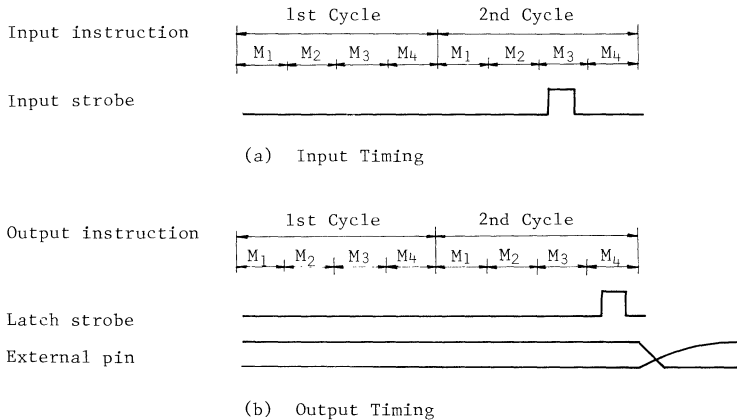 1st Cycle 2nd Cycle
Input instruction
M1 M2 M3 M4 M1 M2 M3 M4
Input strobe
(a) Input Timing
1st Cycle 2nd Cycle
Output instruction
M1 M2 M3 M4 M1 M2 M3 M4
Latch strobe
External pin
(b) Output Timing